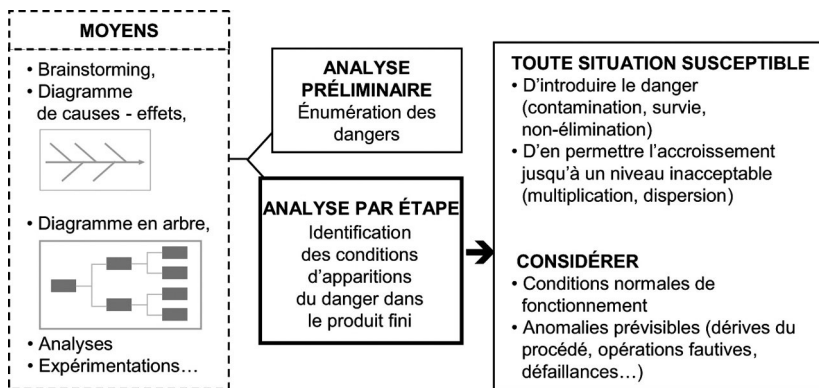 MOYENS
• Brainstorming,
• Diagramme
de causes - effets,
• Diagramme en arbre,
• Analyses
• Expérimentations…
ANALYSE
PRÉLIMINAIRE
Énumération des
dangers
ANALYSE PAR ÉTAPE
Identification
des conditions
d’apparitions
du danger dans
le produit fini
TOUTE SITUATION SUSCEPTIBLE
• D’introduire le danger
(contamination, survie,
non-élimination)
• D’en permettre l’accroissement
jusqu’à un niveau inacceptable
(multiplication, dispersion)
CONSIDÉRER
• Conditions normales de
fonctionnement
• Anomalies prévisibles (dérives du
procédé, opérations fautives,
défaillances…)